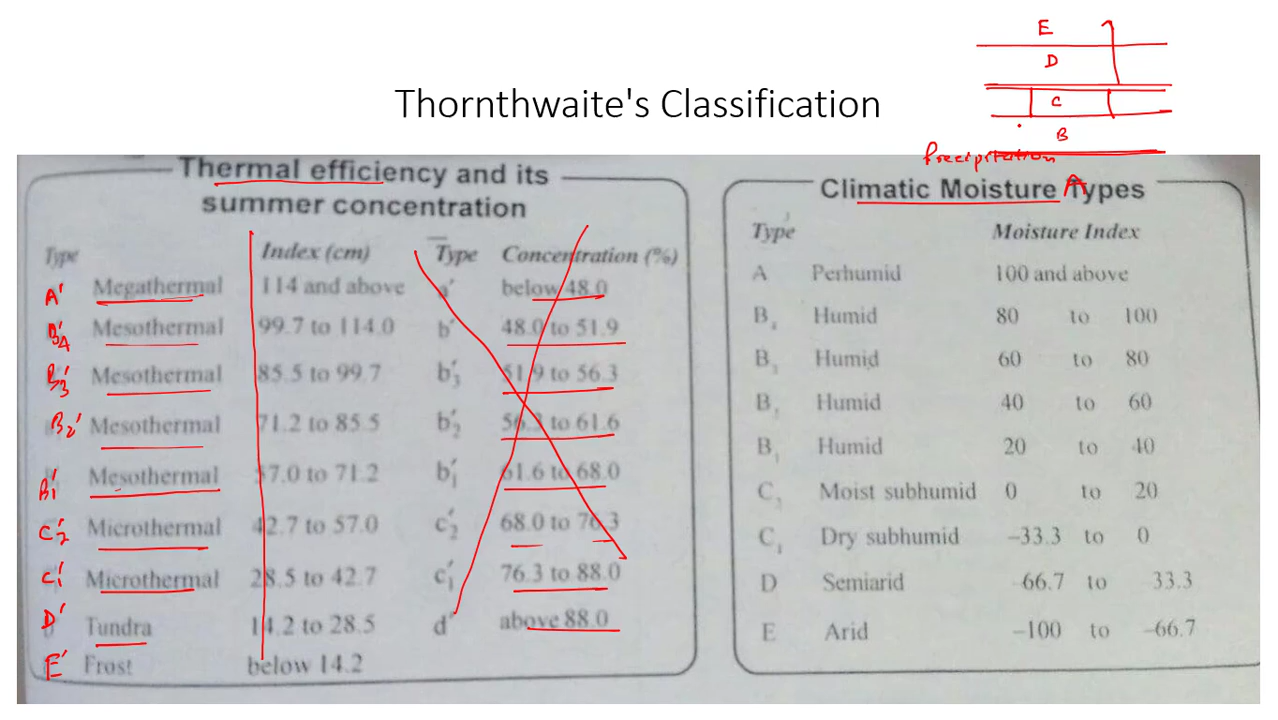 E
D
Thornthwaite's Classification
C
B
Precipitation
Thermal efficiency and its
summer concentration
Type Index (cm) Type Concentration (%)
A' Megathermal 114 and above a' below 48.0
B'4 Mesothermal 99.7 to 114.0 b' 48.0 to 51.9
B'3 Mesothermal 85.5 to 99.7 b'3 51.9 to 56.3
B2' Mesothermal 71.2 to 85.5 b'2 56.3 to 61.6
B1' Mesothermal 57.0 to 71.2 b'1 61.6 to 68.0
C'2 Microthermal 42.7 to 57.0 c'2 68.0 to 76.3
C1' Microthermal 28.5 to 42.7 c'1 76.3 to 88.0
D' Tundra 14.2 to 28.5 d' above 88.0
E' Frost below 14.2
Climatic Moisture Types
Type Moisture Index
A Perhumid 100 and above
B Humid 80 to 100
B Humid 60 to 80
B Humid 40 to 60
B1 Humid 20 to 40
C Moist subhumid 0 to 20
C1 Dry subhumid –33.3 to 0
D Semiarid 66.7 to 33.3
E Arid –100 to –66.7